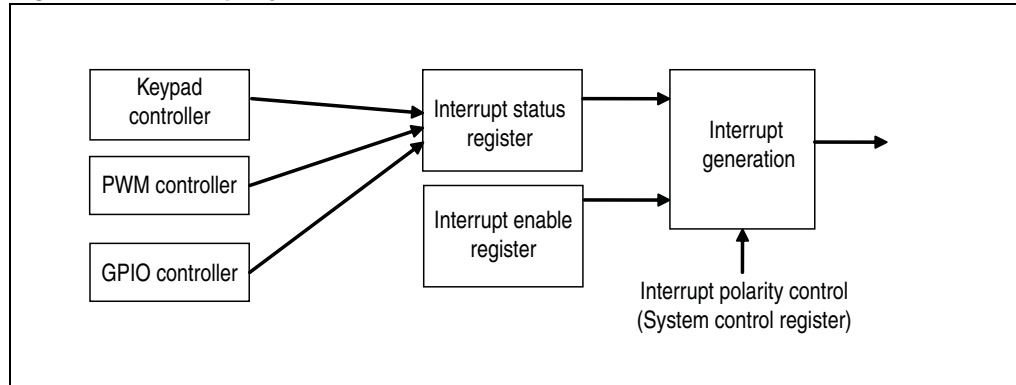 Keypad
controller
PWM controller
GPIO controller
Interrupt status
register
Interrupt enable
register
Interrupt
generation
Interrupt polarity control
(System control register)